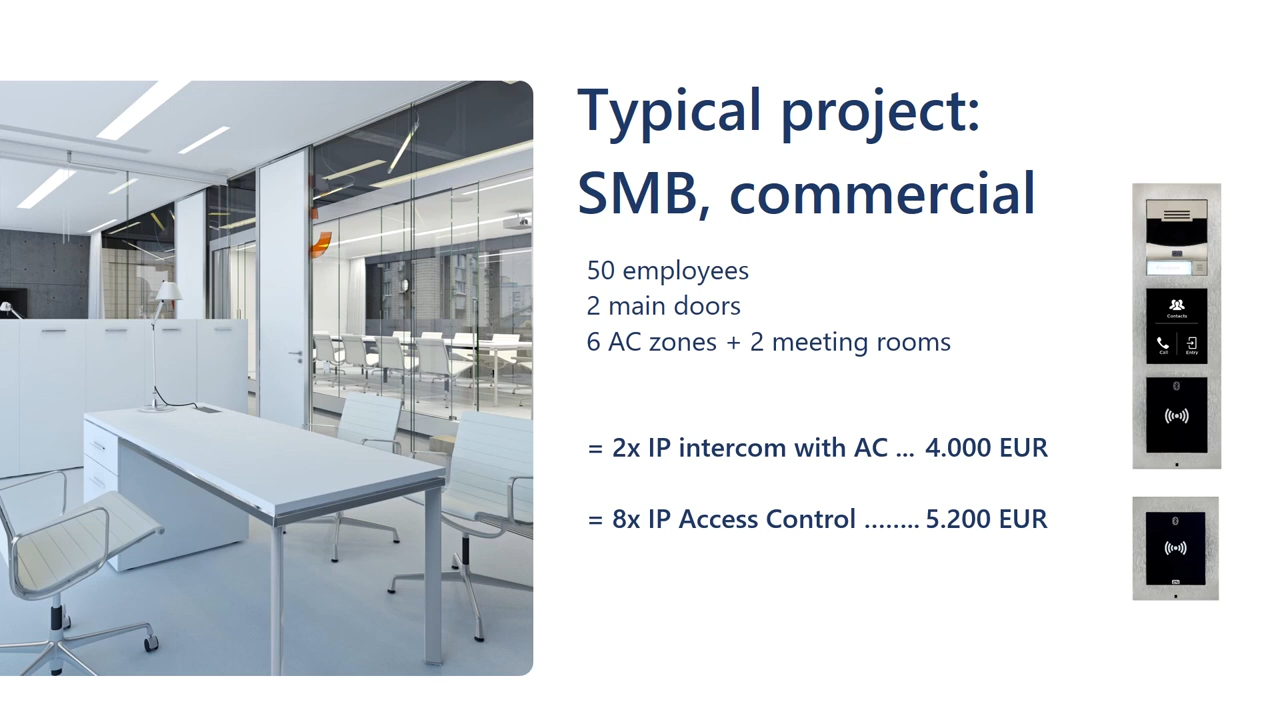 Typical project:
SMB, commercial
50 employees
2 main doors
6 AC zones + 2 meeting rooms
= 2x IP intercom with AC ... 4.000 EUR
= 8x IP Access Control ........ 5.200 EUR
Contacts
Call Entry